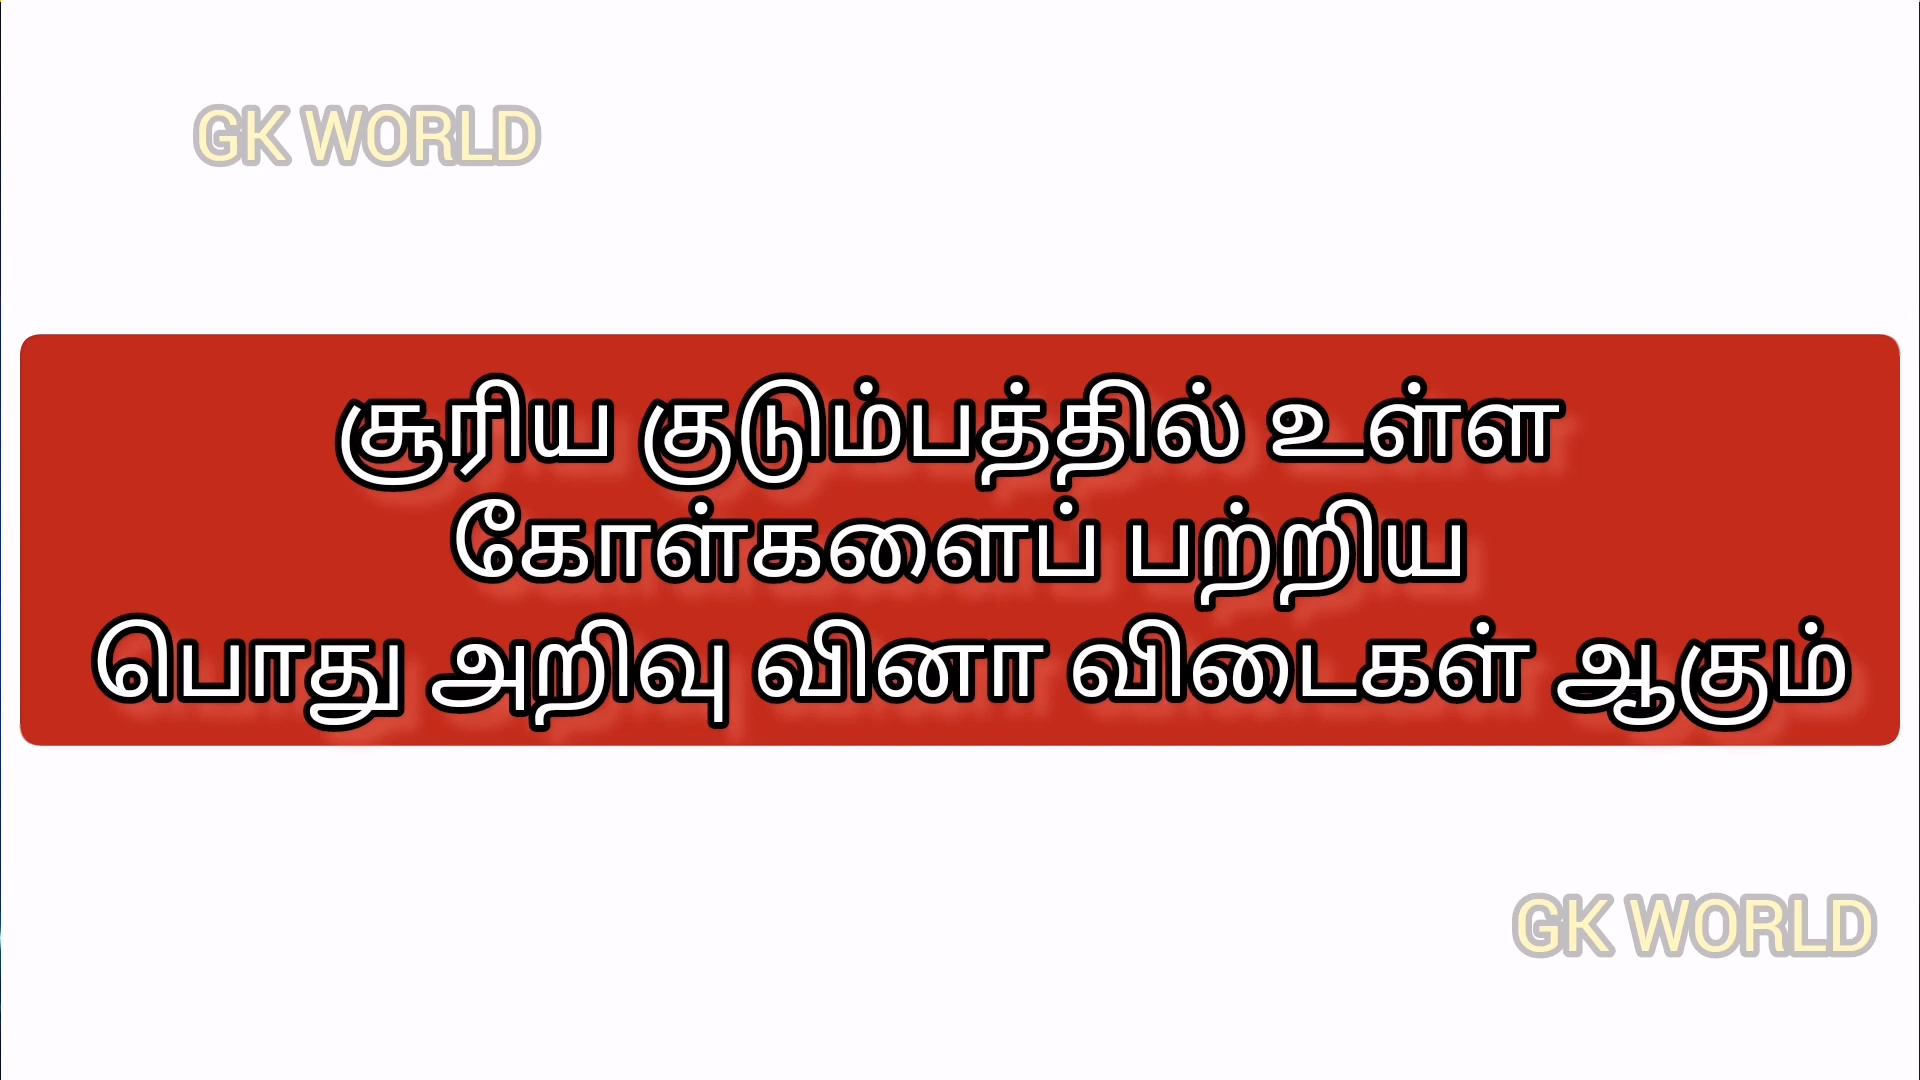 GK WORLD
சூரிய குடும்பத்தில் உள்ள
கோள்களைப் பற்றிய
பொது அறிவு வினா விடைகள் ஆகும்
GK WORLD